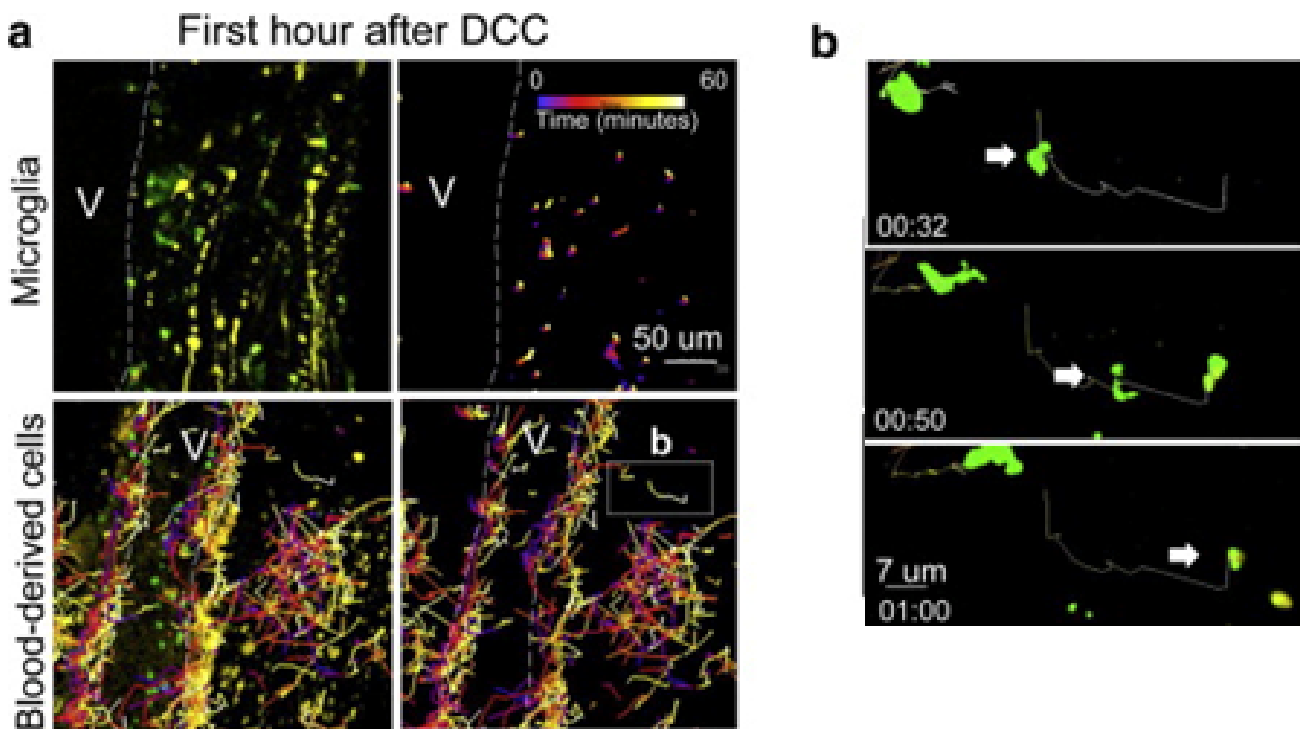 a
First hour after DCC
b
Microglia
V
V
0 60
Time (minutes)
50 um
Blood-derived cells
V
V
b
00:32
00:50
7 um
01:00